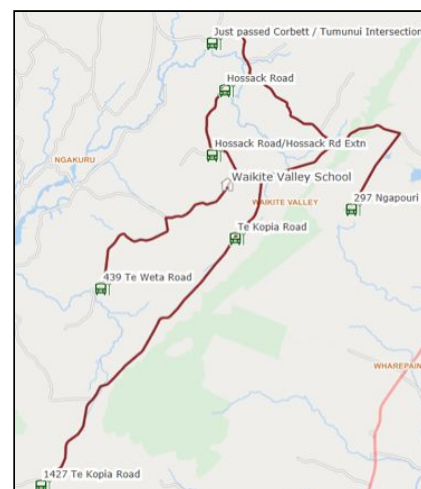 Just passed Corbett / Tumunui Intersection
Hossack Road
Hossack Road/Hossack Rd Extn
NGAKURU
Waikite Valley School
WAIKITE VALLEY
297 Ngapouri
Te Kopia Road
439 Te Weta Road
WHAREPAIN
1427 Te Kopia Road